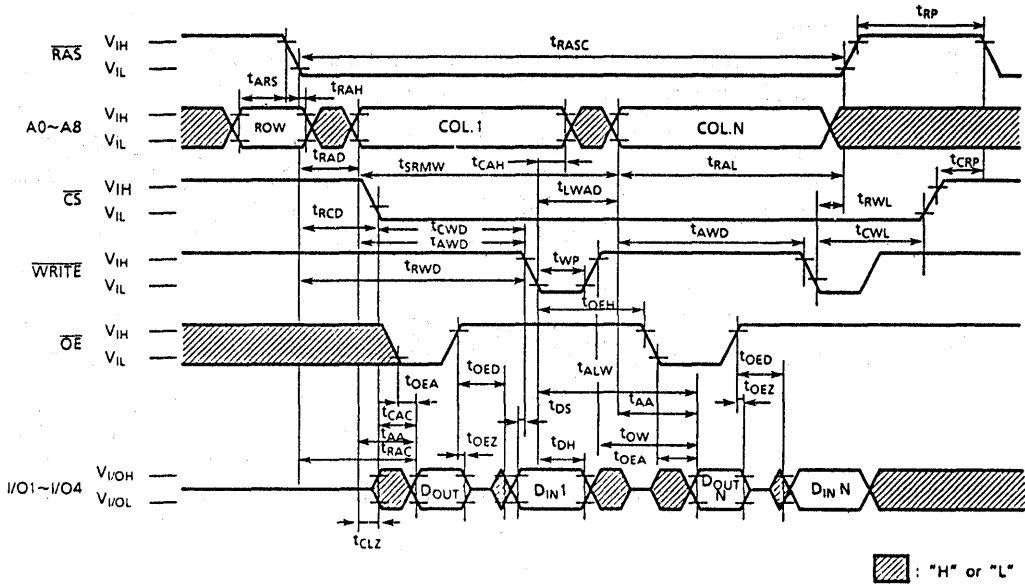 tRP
VIH
RAS
tRASC
VIL
tARS
tRAH
VIH
A0~A8
ROW
COL.1
COL.N
VIL
tRAD
tSRMW
tCAH
tRAL
tCRP
VIH
CS
tLWAD
tRWL
VIL
tRCD
tCWD
tAWD
tCWL
tAWD
VIH
WRITE
tRWD
tWP
VIL
tOEH
VIH
OE
VIL
tOED
tALW
tOED
tOEA
tOEZ
tCAC
tDS
tAA
tAA
tOEZ
tOW
tRAC
tDH
tOEA
VI/OH
I/O1~I/O4
DOUT
DIN 1
DOUT
N
DIN N
VI/OL
tCLZ
: "H" or "L"